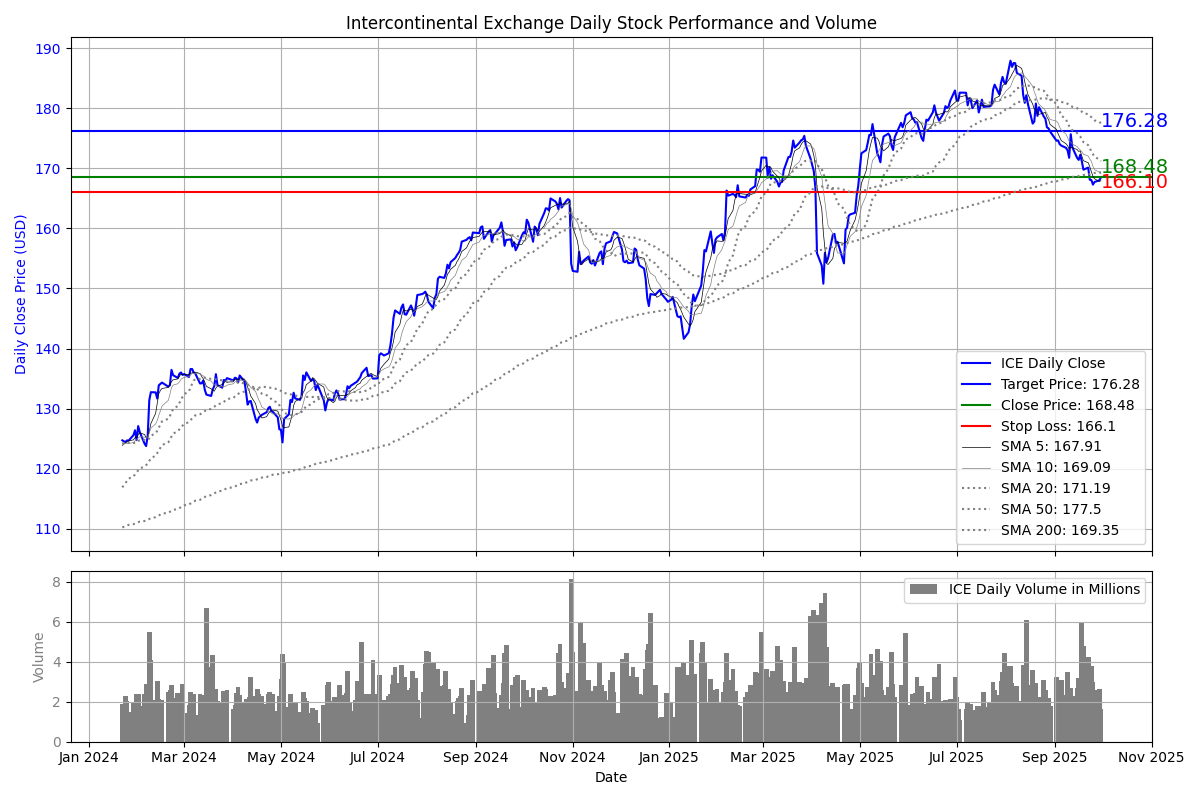 Intercontinental Exchange Daily Stock Performance and Volume
Daily Close Price (USD)
190
180
170
160
150
140
130
120
110
176.28
168.48
166.10
ICE Daily Close
Target Price: 176.28
Close Price: 168.48
Stop Loss: 166.1
SMA 5: 167.91
SMA 10: 169.09
SMA 20: 171.19
SMA 50: 177.5
SMA 200: 169.35
Volume
8
6
4
2
0
ICE Daily Volume in Millions
Jan 2024 Mar 2024 May 2024 Jul 2024 Sep 2024 Nov 2024 Jan 2025 Mar 2025 May 2025 Jul 2025 Sep 2025 Nov 2025
Date